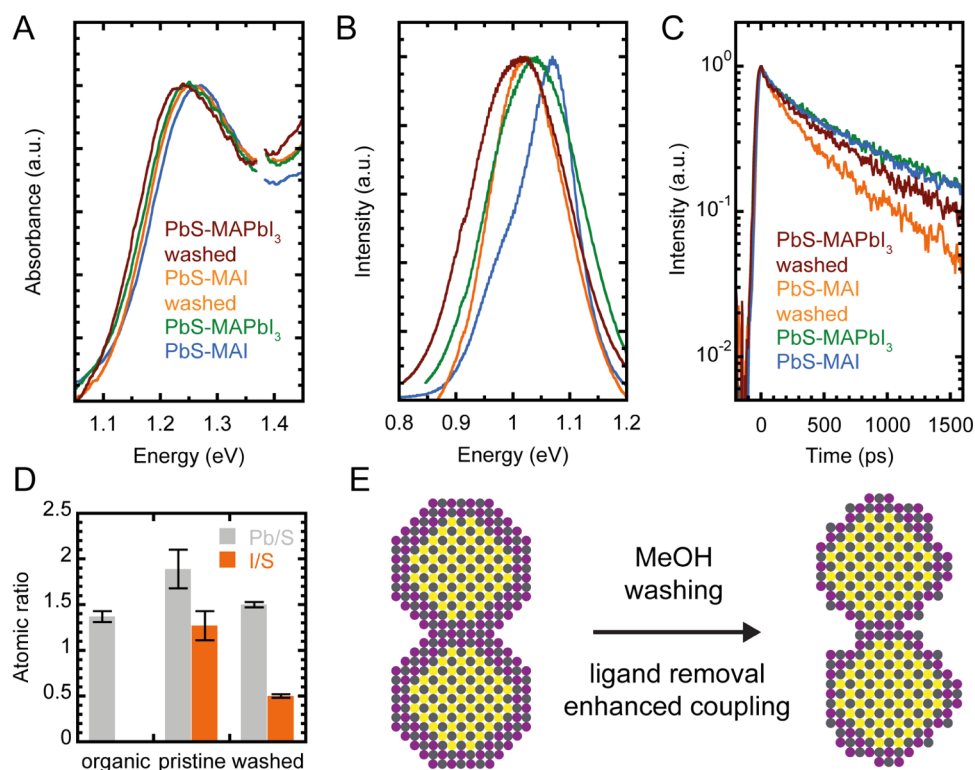 A
Absorbance (a.u.)
PbS-MAPbI₃
washed
PbS-MAI
washed
PbS-MAPbI₃
PbS-MAI
1.1 1.2 1.3 1.4
Energy (eV)
B
Intensity (a.u.)
0.8 0.9 1 1.1 1.2
Energy (eV)
C
Intensity (a.u.)
10⁰
10⁻¹
10⁻²
PbS-MAPbI₃
washed
PbS-MAI
washed
PbS-MAPbI₃
PbS-MAI
0 500 1000 1500
Time (ps)
D
Atomic ratio
2.5
2
1.5
1
0.5
0
Pb/S
I/S
organic pristine washed
E
MeOH
washing
ligand removal
enhanced coupling